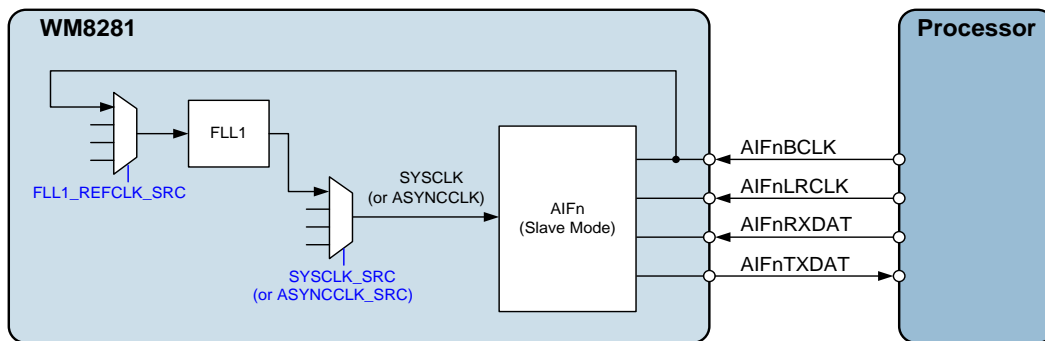 WM8281
Processor
FLL1
FLL1_REFCLK_SRC
SYSCLK
(or ASYNCCLK)
SYSCLK_SRC
(or ASYNCCLK_SRC)
AIFn
(Slave Mode)
AIFnBCLK
AIFnLRCLK
AIFnRXDAT
AIFnTXDAT